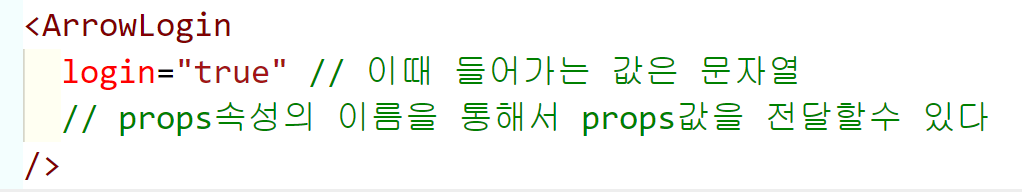 <ArrowLogin
login="true" // 이때 들어가는 값은 문자열
// props속성의 이름을 통해서 props값을 전달할수 있다
/>